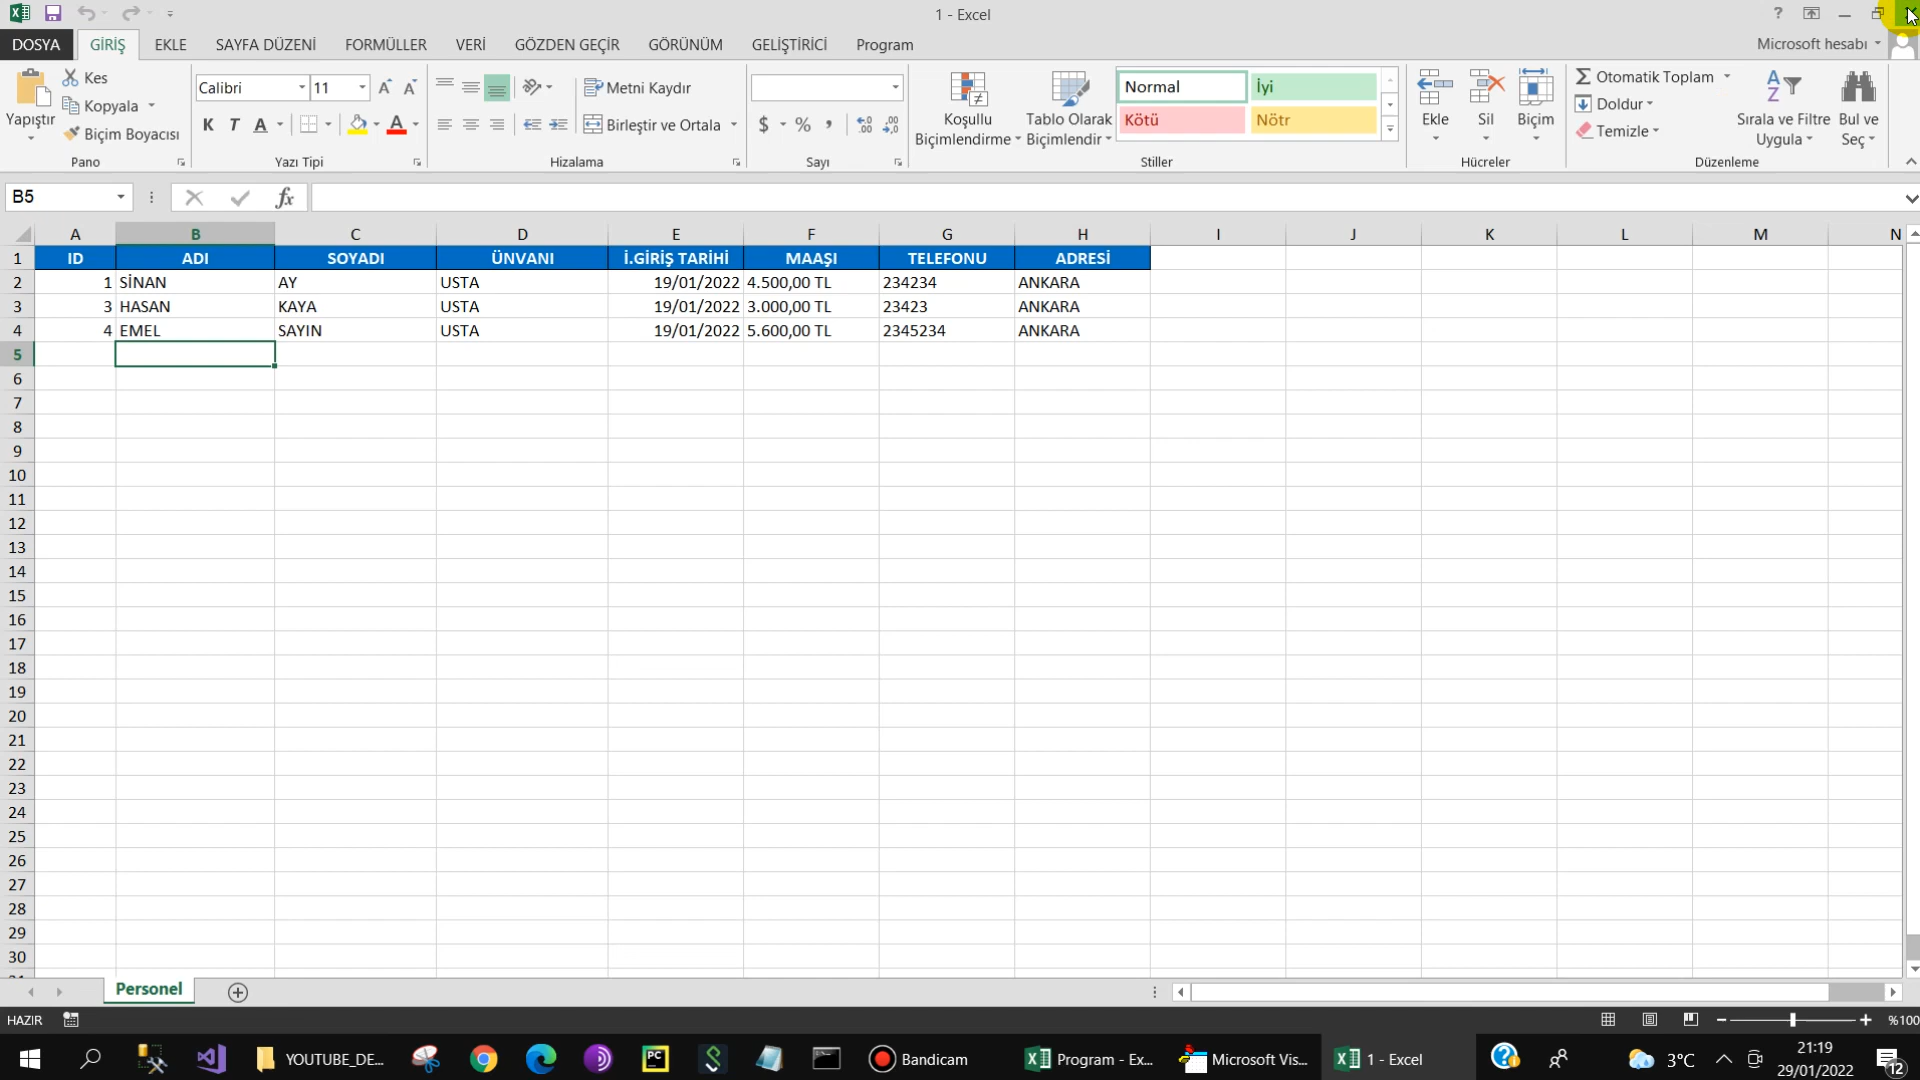 1 - Excel
?
DOSYA GİRİŞ EKLE SAYFA DÜZENİ FORMÜLLER VERİ GÖZDEN GEÇİR GÖRÜNÜM GELİŞTİRİCİ Program Microsoft hesabı
Yapıştır Kes Kopyala Biçim Boyacısı
Pano
Calibri 11
K T A A
Yazı Tipi
Metni Kaydır
Birleştir ve Ortala
Hizalama
$ % ,
Sayı
Koşullu Biçimlendirme
Tablo Olarak Biçimlendir
Normal İyi
Kötü Nötr
Stiller
Ekle Sil Biçim
Hücreler
Otomatik Toplam
Doldur
Temizle
Sırala ve Filtre Uygula
Bul ve Seç
Düzenleme
B5 fx
A B C D E F G H I J K L M N
1 ID ADI SOYADI ÜNVANI İ.GİRİŞ TARİHİ MAAŞI TELEFONU ADRESİ
2 1 SİNAN AY USTA 19/01/2022 4.500,00 TL 234234 ANKARA
3 3 HASAN KAYA USTA 19/01/2022 3.000,00 TL 23423 ANKARA
4 4 EMEL SAYIN USTA 19/01/2022 5.600,00 TL 2345234 ANKARA
5
6
7
8
9
10
11
12
13
14
15
16
17
18
19
20
21
22
23
24
25
26
27
28
29
30
Personel
HAZIR %100
YOUTUBE_DE... PC Bandicam Program - Ex... Microsoft Vis... 1 - Excel 3°C 21:19
29/01/2022 12